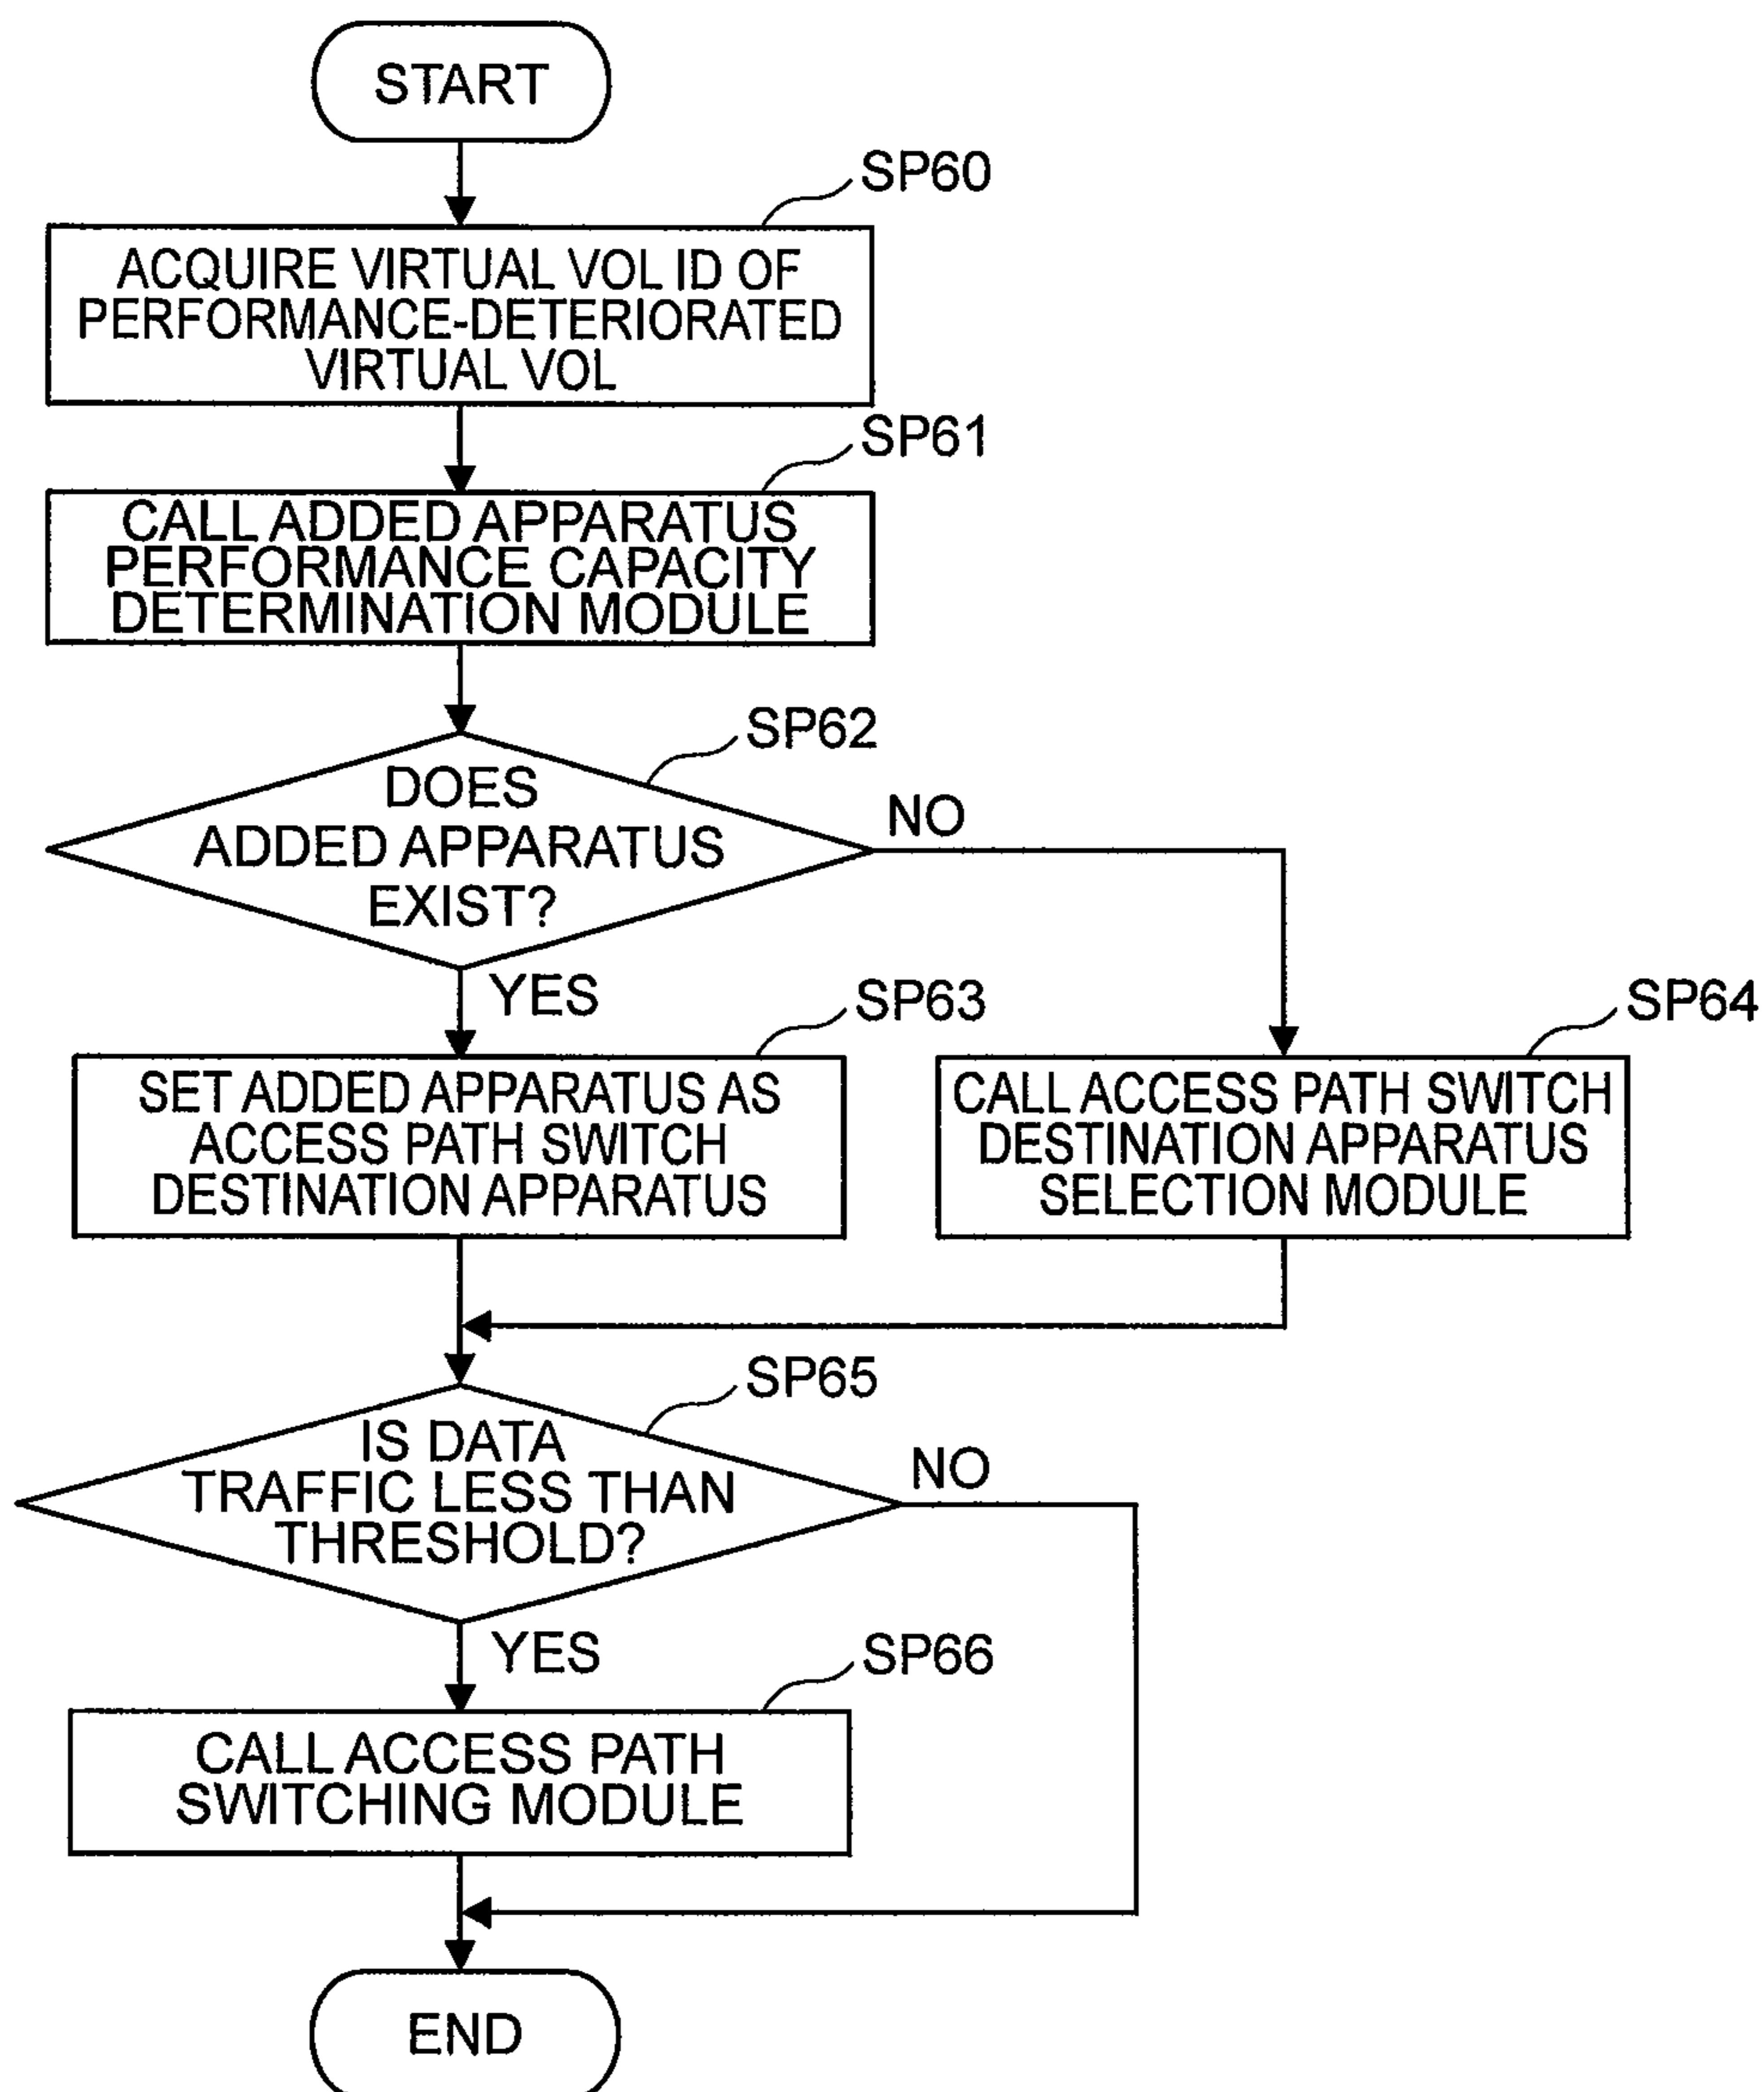 START
SP60
ACQUIRE VIRTUAL VOL ID OF
PERFORMANCE-DETERIORATED
VIRTUAL VOL
SP61
CALL ADDED APPARATUS
PERFORMANCE CAPACITY
DETERMINATION MODULE
SP62
DOES
ADDED APPARATUS
EXIST?
NO
YES
SP63
SET ADDED APPARATUS AS
ACCESS PATH SWITCH
DESTINATION APPARATUS
SP64
CALL ACCESS PATH SWITCH
DESTINATION APPARATUS
SELECTION MODULE
SP65
IS DATA
TRAFFIC LESS THAN
THRESHOLD?
NO
YES
SP66
CALL ACCESS PATH
SWITCHING MODULE
END